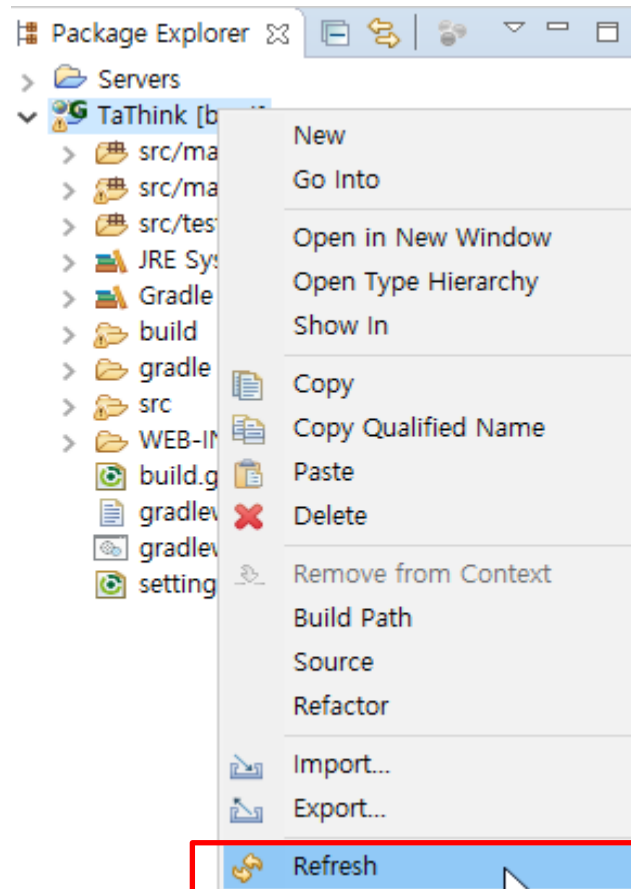 Package Explorer
Servers
TaThink
src/ma
src/ma
src/tes
JRE Sys
Gradle
build
gradle
src
WEB-IN
build.g
gradlew
gradlew
setting
New
Go Into
Open in New Window
Open Type Hierarchy
Show In
Copy
Copy Qualified Name
Paste
Delete
Remove from Context
Build Path
Source
Refactor
Import...
Export...
Refresh